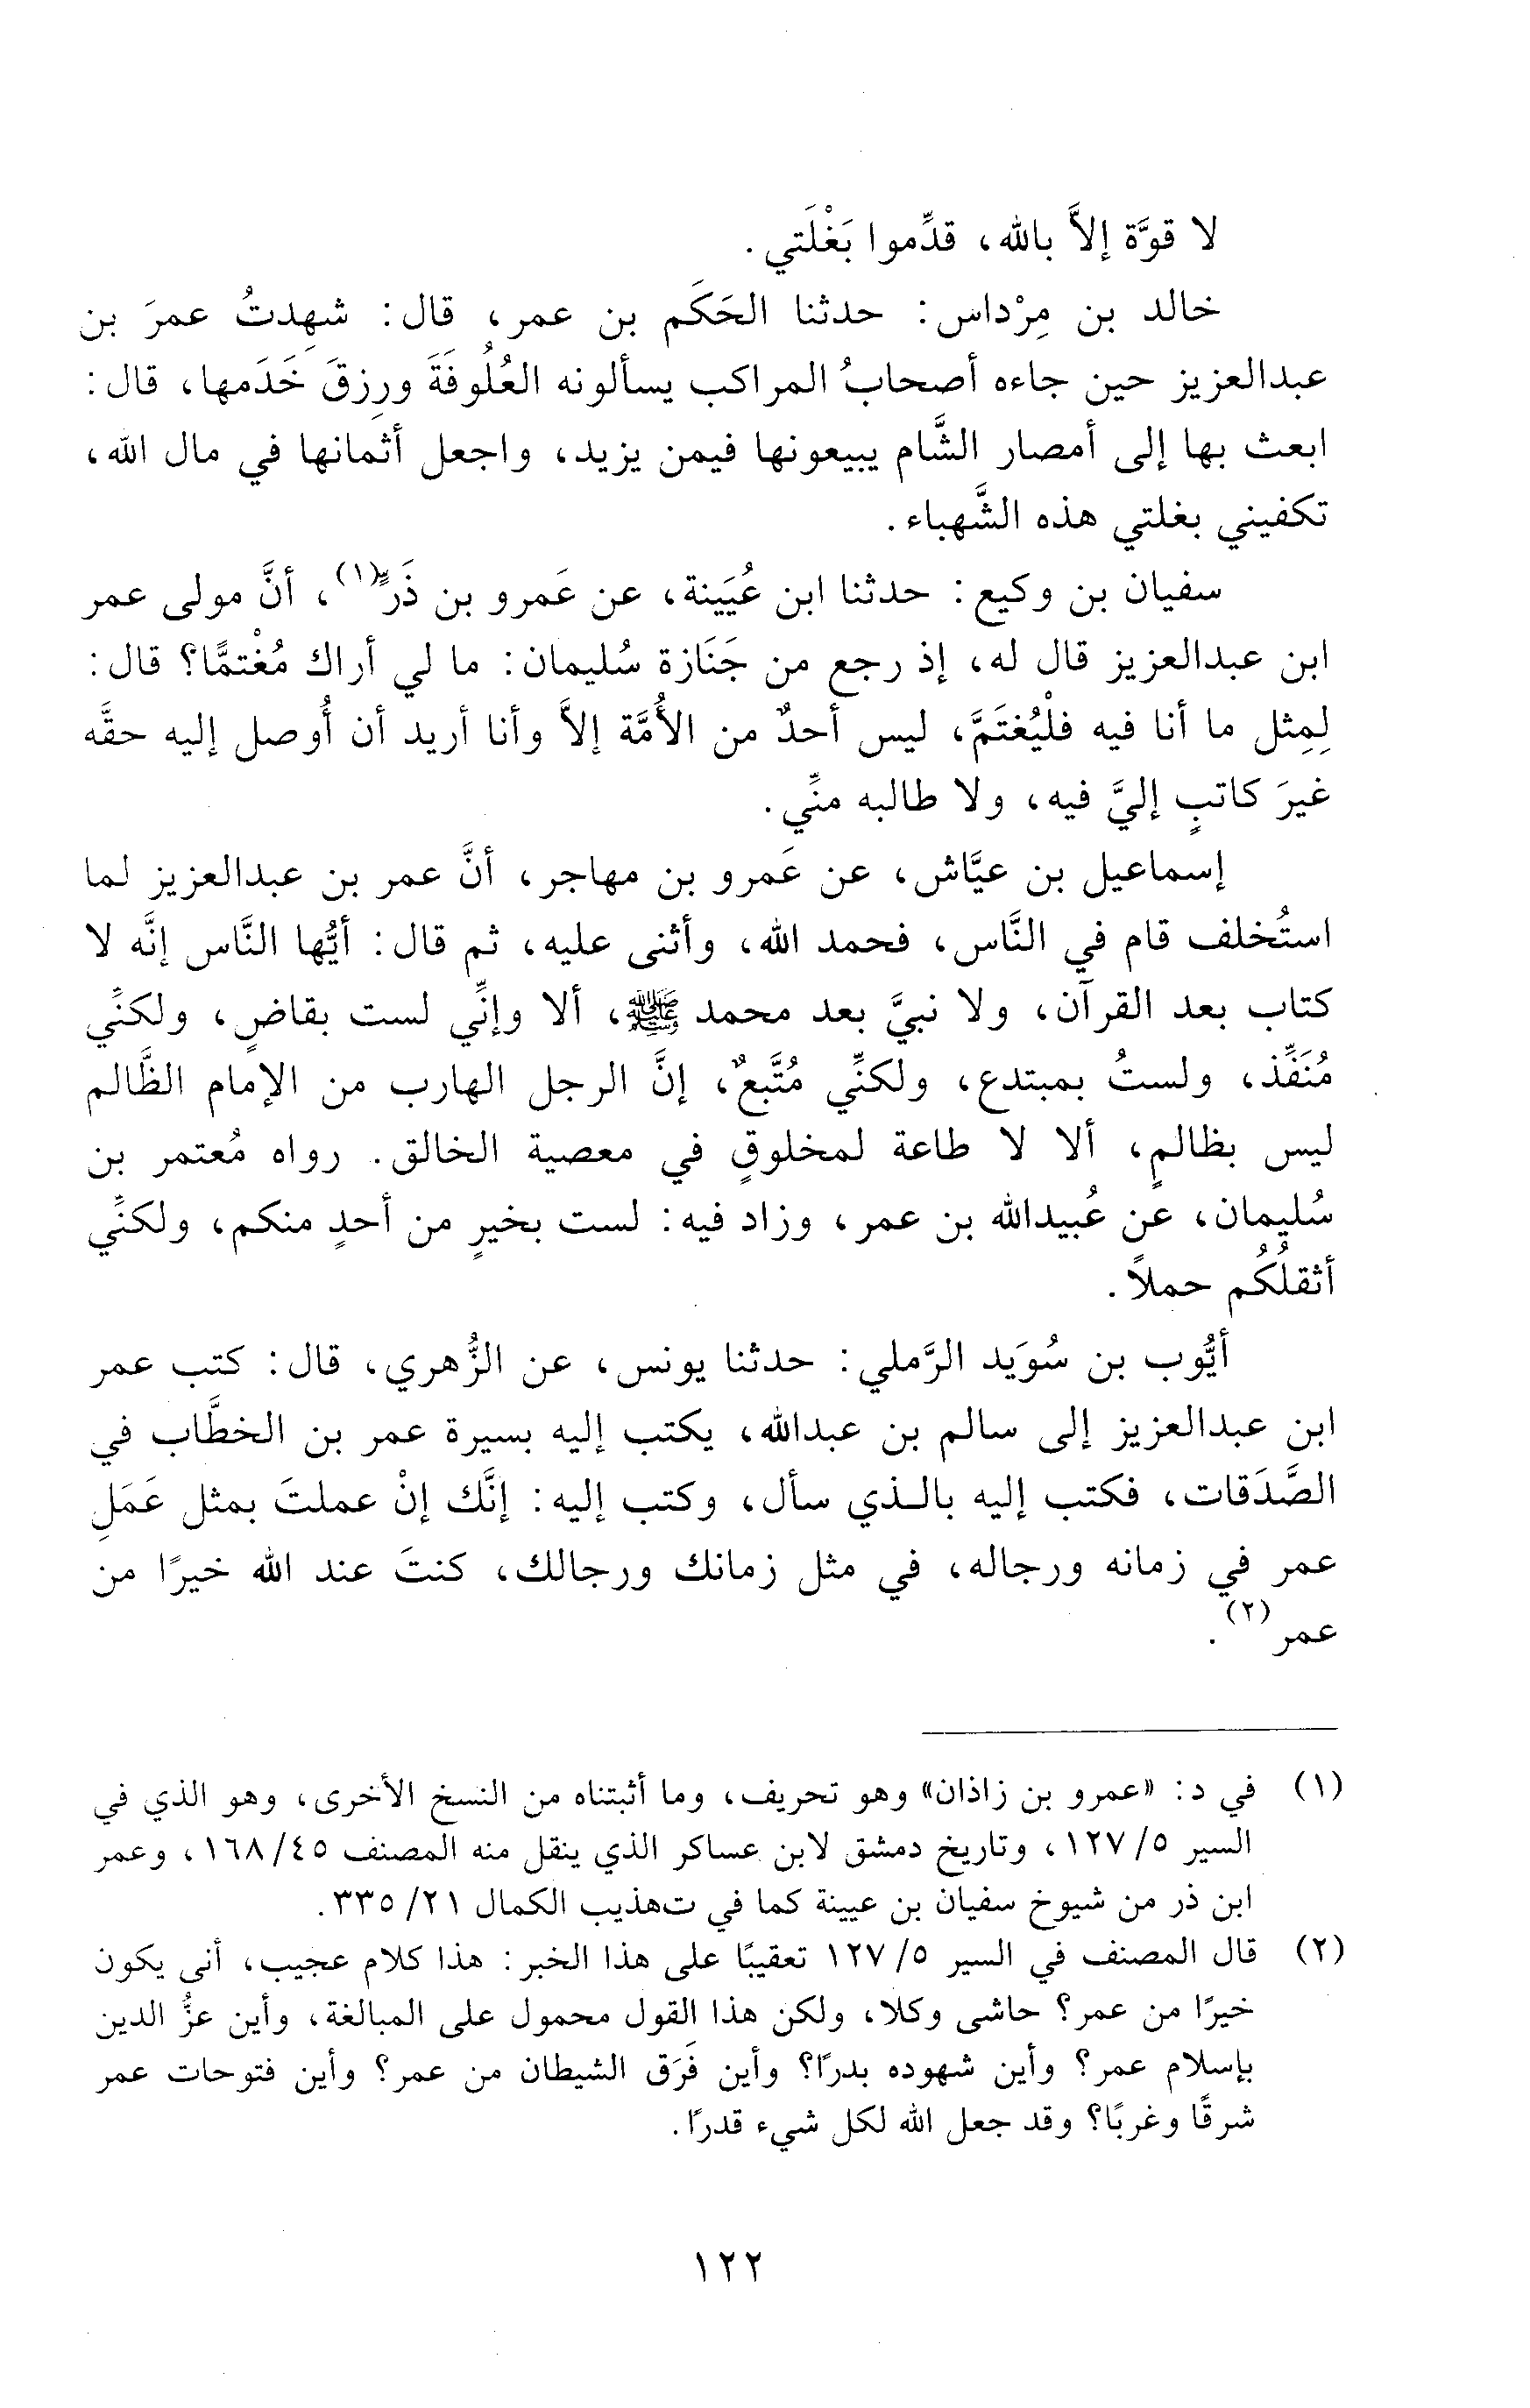 لا قوَّة إلاَّ بالله، قدِّموا بَغْلَتي.
خالد بن مِرْداس: حدثنا الحَكَم بن عمر، قال: شهِدتُ عمرَ بن
عبدالعزيز حين جاءه أصحابُ المراكب يسألونه العُلُوفَةَ ورِزقَ خَدَمها، قال:
ابعث بها إلى أمصار الشَّام يبيعونها فيمن يزيد، واجعل أثمانها في مال الله،
تكفيني بغلتي هذه الشَّهباء.
سفيان بن وكيع: حدثنا ابن عُيَينة، عن عَمرو بن ذَرٍّ(١)، أنَّ مولى عمر
ابن عبدالعزيز قال له، إذ رجع من جَنَازة سُليمان: ما لي أراك مُغْتمًّا؟ قال:
لِمِثل ما أنا فيه فلْيُغتَمَّ، ليس أحدٌ من الأُمَّة إلاَّ وأنا أريد أن أُوصل إليه حقَّه
غيرَ كاتبٍ إليَّ فيه، ولا طالبه منِّي.
إسماعيل بن عيَّاش، عن عَمرو بن مهاجر، أنَّ عمر بن عبدالعزيز لما
استُخلف قام في النَّاس، فحمد الله، وأثنى عليه، ثم قال: أيُّها النَّاس إنَّه لا
كتاب بعد القرآن، ولا نبيَّ بعد محمد ﷺ، ألا وإنِّي لست بقاضٍ، ولكنِّي
مُنَفِّذ، ولستُ بمبتدع، ولكنِّي مُتَّبعٌ، إنَّ الرجل الهارب من الإمام الظَّالم
ليس بظالمٍ، ألا لا طاعة لمخلوقٍ في معصية الخالق. رواه مُعتمر بن
سُليمان، عن عُبيدالله بن عمر، وزاد فيه: لست بخيرٍ من أحدٍ منكم، ولكنِّي
أثقلُكُم حملاً.
أيُّوب بن سُوَيد الرَّملي: حدثنا يونس، عن الزُّهري، قال: كتب عمر
ابن عبدالعزيز إلى سالم بن عبدالله، يكتب إليه بسيرة عمر بن الخطَّاب في
الصَّدَقات، فكتب إليه بالذي سأل، وكتب إليه: إنَّك إنْ عملتَ بمثل عَمَلِ
عمر في زمانه ورجاله، في مثل زمانك ورجالك، كنتَ عند الله خيرًا من
عمر(٢).
(١) في د: «عمرو بن زاذان» وهو تحريف، وما أثبتناه من النسخ الأخرى، وهو الذي في
السير ٥/ ١٢٧، وتاريخ دمشق لابن عساكر الذي ينقل منه المصنف ٤٥/ ١٦٨، وعمر
ابن ذر من شيوخ سفيان بن عيينة كما في تهذيب الكمال ٢١/ ٣٣٥.
(٢) قال المصنف في السير ٥/ ١٢٧ تعقيبًا على هذا الخبر: هذا كلام عجيب، أنى يكون
خيرًا من عمر؟ حاشى وكلا، ولكن هذا القول محمول على المبالغة، وأين عزُّ الدين
بإسلام عمر؟ وأين شهوده بدرًا؟ وأين فَرَق الشيطان من عمر؟ وأين فتوحات عمر
شرقًا وغربًا؟ وقد جعل الله لكل شيء قدرًا.
١٢٢